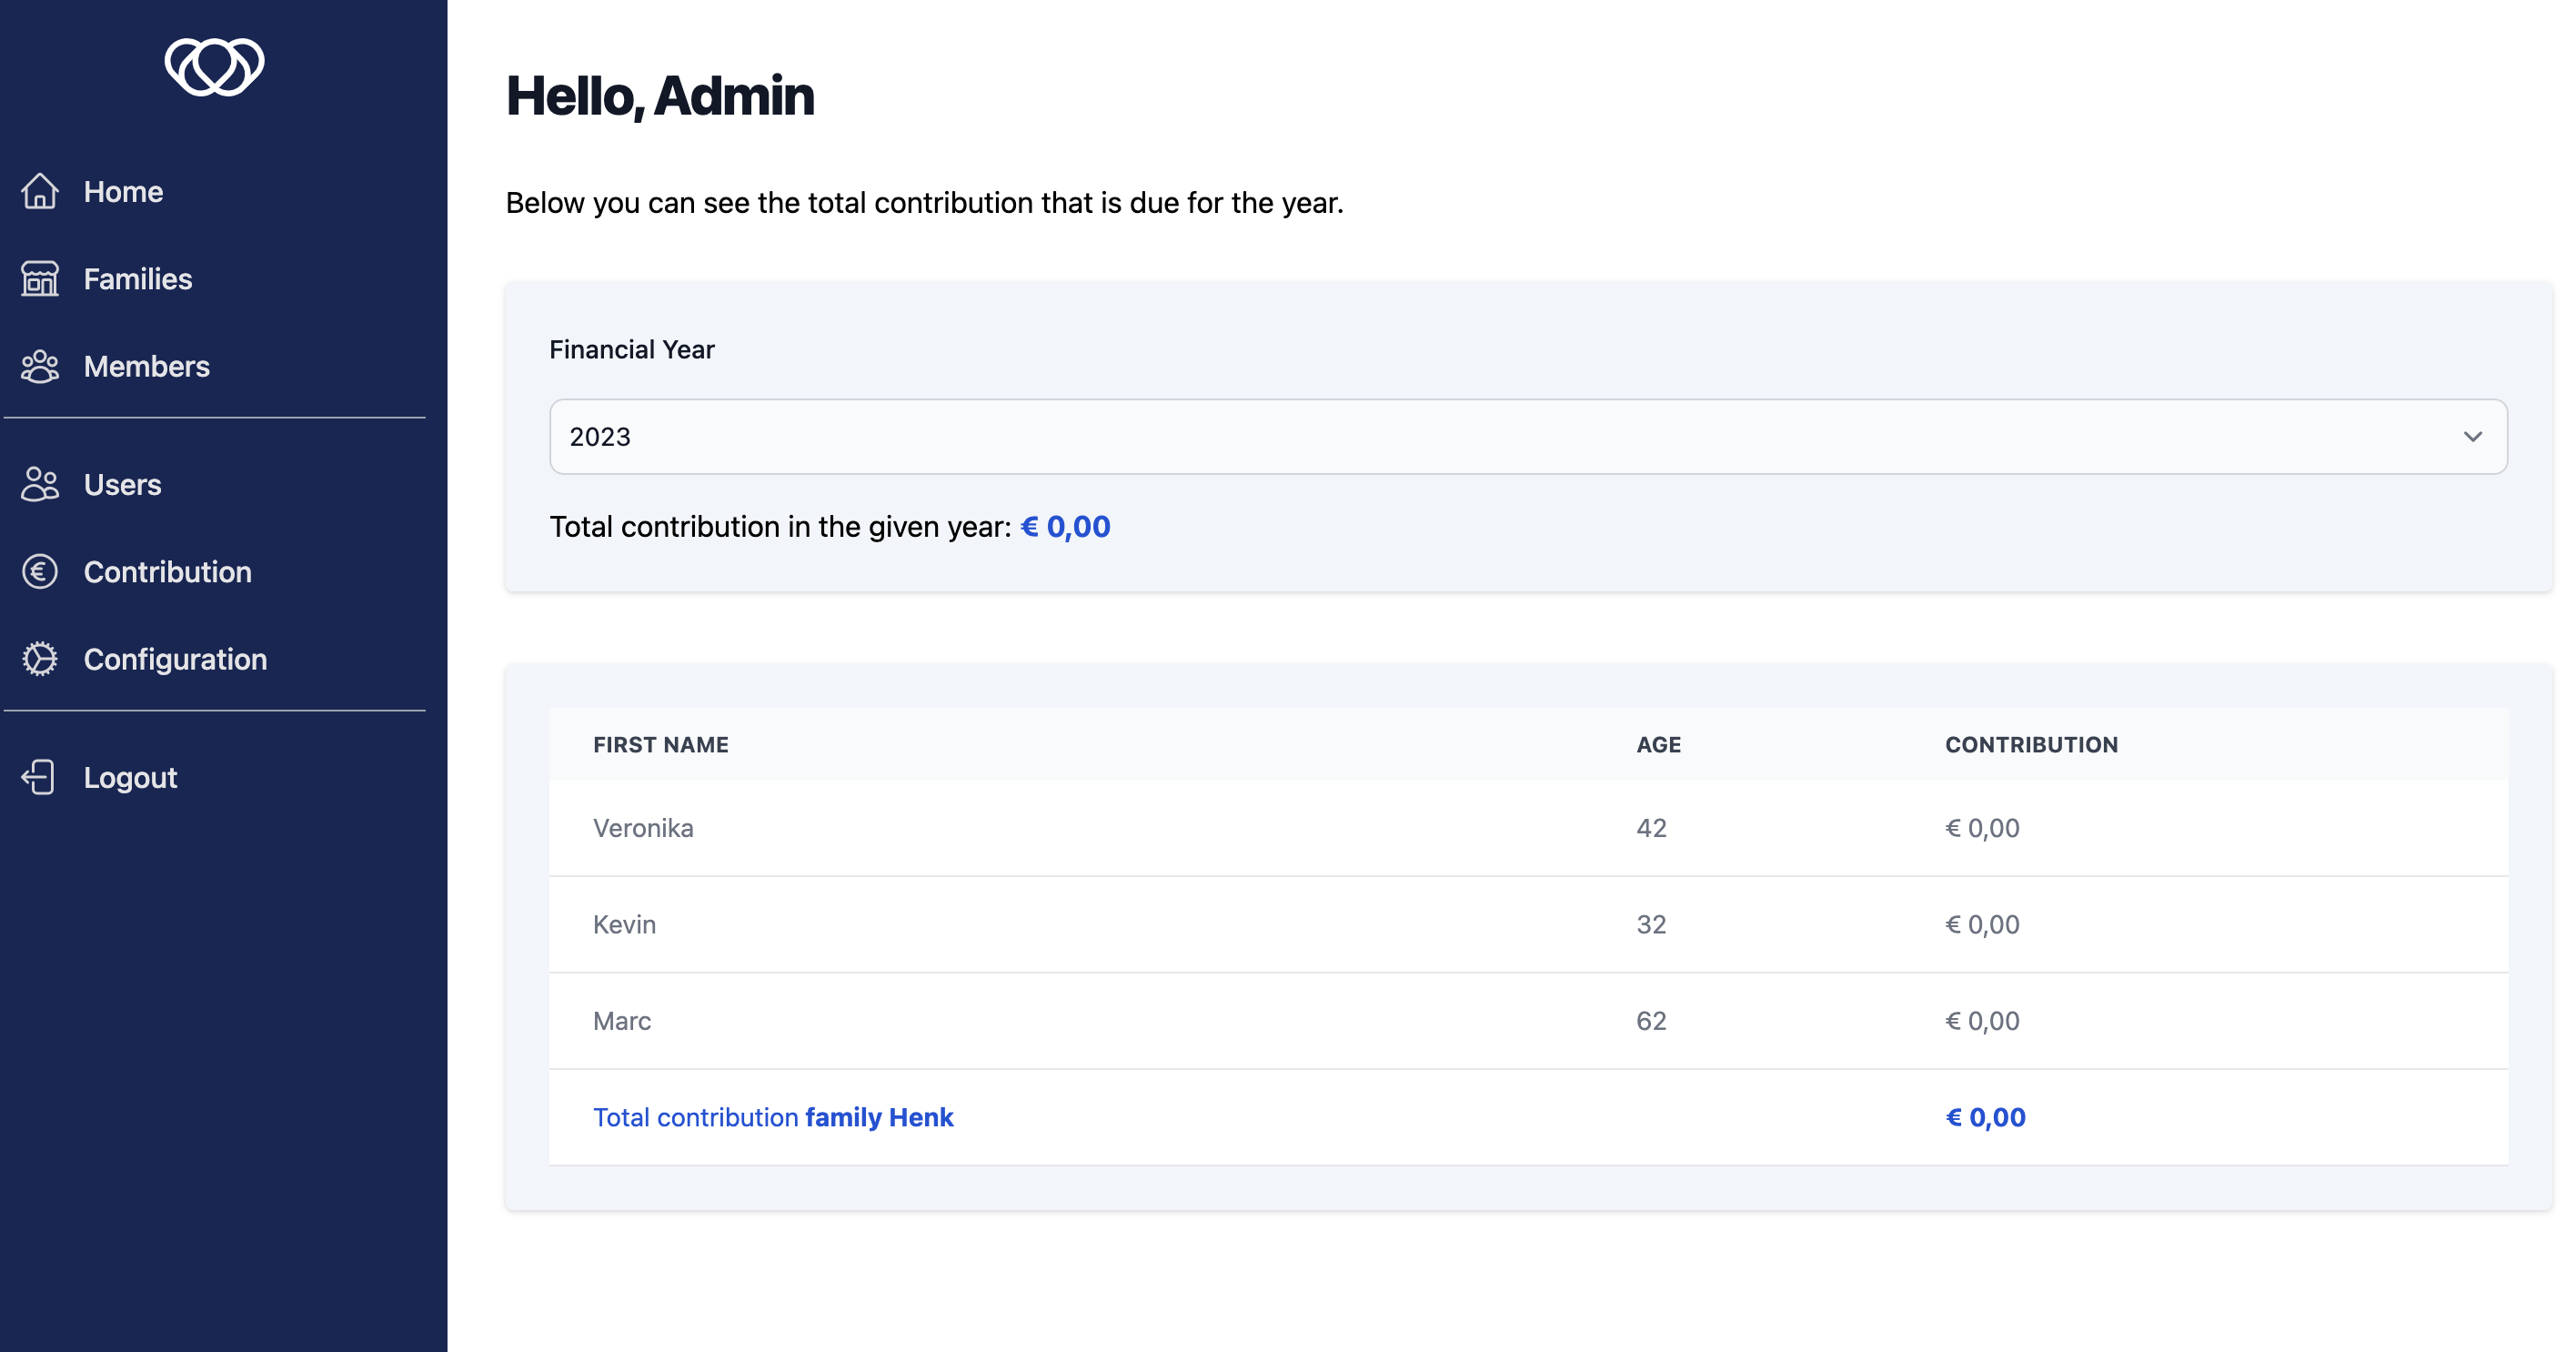 Home
Families
Members
Users
Contribution
Configuration
Logout
Hello, Admin
Below you can see the total contribution that is due for the year.
Financial Year
2023
Total contribution in the given year: € 0,00
FIRST NAME AGE CONTRIBUTION
Veronika 42 € 0,00
Kevin 32 € 0,00
Marc 62 € 0,00
Total contribution family Henk € 0,00